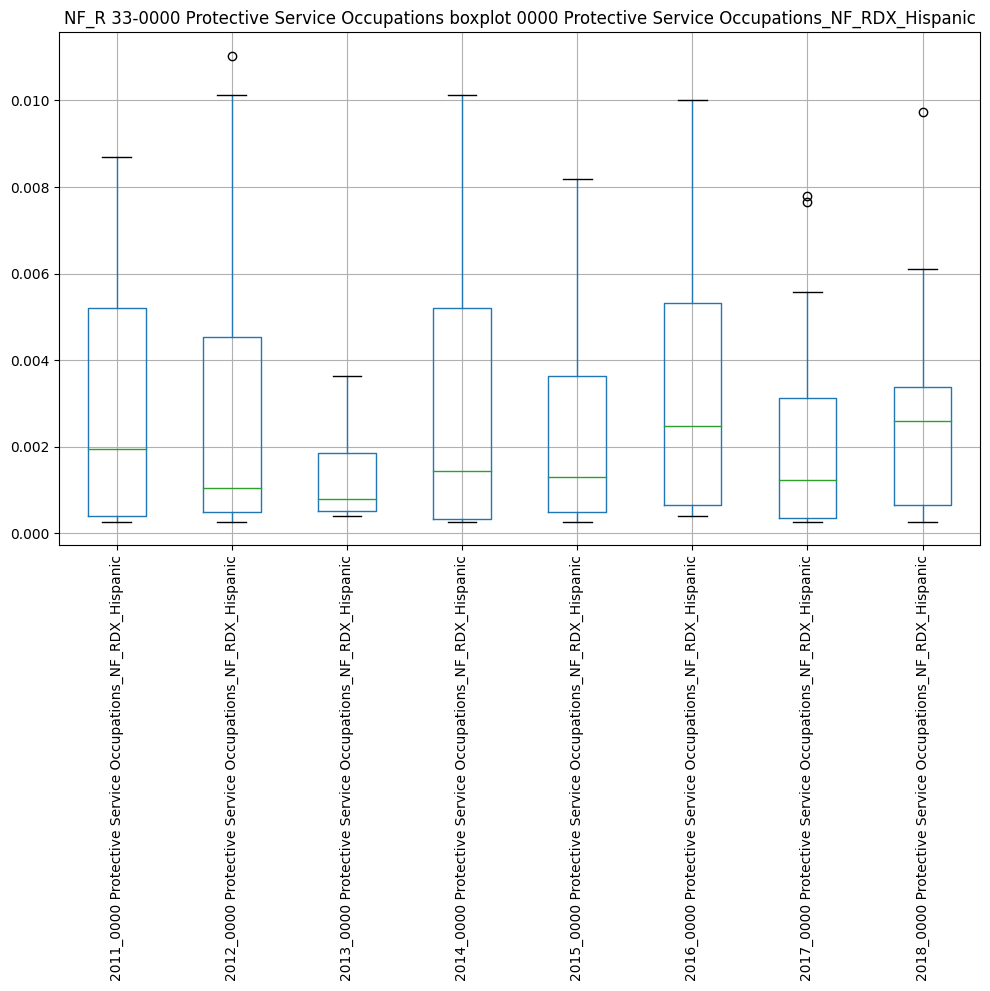 NF_R 33-0000 Protective Service Occupations boxplot 0000 Protective Service Occupations_NF_RDX_Hispanic
0.010
0.008
0.006
0.004
0.002
0.000
2011_0000 Protective Service Occupations_NF_RDX_Hispanic
2012_0000 Protective Service Occupations_NF_RDX_Hispanic
2013_0000 Protective Service Occupations_NF_RDX_Hispanic
2014_0000 Protective Service Occupations_NF_RDX_Hispanic
2015_0000 Protective Service Occupations_NF_RDX_Hispanic
2016_0000 Protective Service Occupations_NF_RDX_Hispanic
2017_0000 Protective Service Occupations_NF_RDX_Hispanic
2018_0000 Protective Service Occupations_NF_RDX_Hispanic